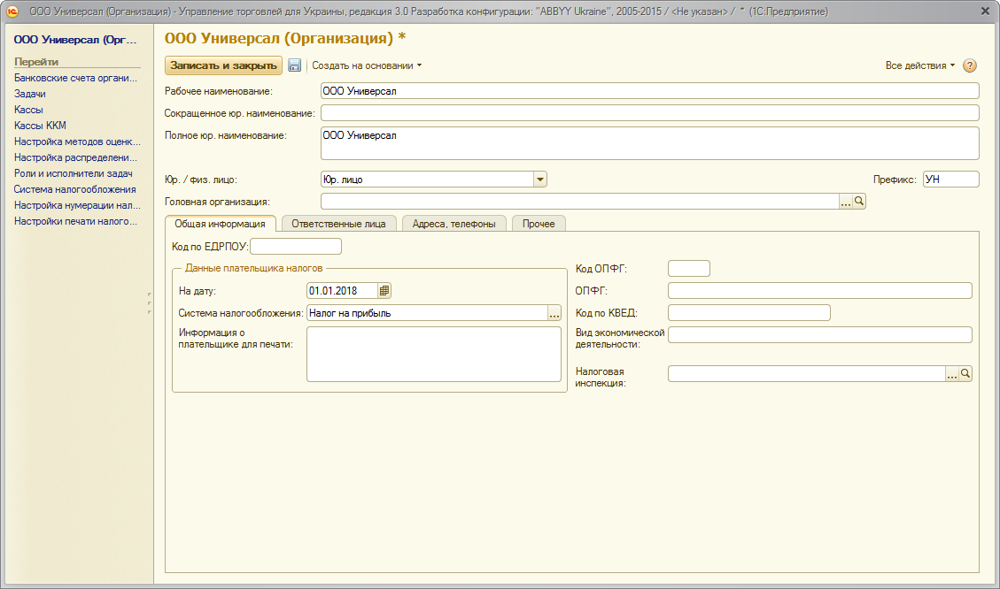 ООО Универсал (Организация) - Управление торговлей для Украины, редакция 3.0 Разработка конфигурации: "ABBYY Ukraine", 2005-2015 / <Не указан> / * (1С:Предприятие)
ООО Универсал (Орг...
Перейти
Банковские счета органи...
Задачи
Кассы
Кассы ККМ
Настройка методов оценк...
Настройка распределени...
Роли и исполнители задач
Система налогообложения
Настройка нумерации нал...
Настройки печати налого...
ООО Универсал (Организация) *
Записать и закрыть Создать на основании Все действия ?
Рабочее наименование: ООО Универсал
Сокращенное юр. наименование:
Полное юр. наименование: ООО Универсал
Юр. / физ. лицо: Юр. лицо Префикс: УН
Головная организация: ...
Общая информация Ответственные лица Адреса, телефоны Прочее
Код по ЕДРПОУ:
Данные плательщика налогов
На дату: 01.01.2018
Система налогообложения: Налог на прибыль ...
Информация о
плательщике для печати:
Код ОПФГ:
ОПФГ:
Код по КВЕД:
Вид экономической
деятельности:
Налоговая
инспекция: ...